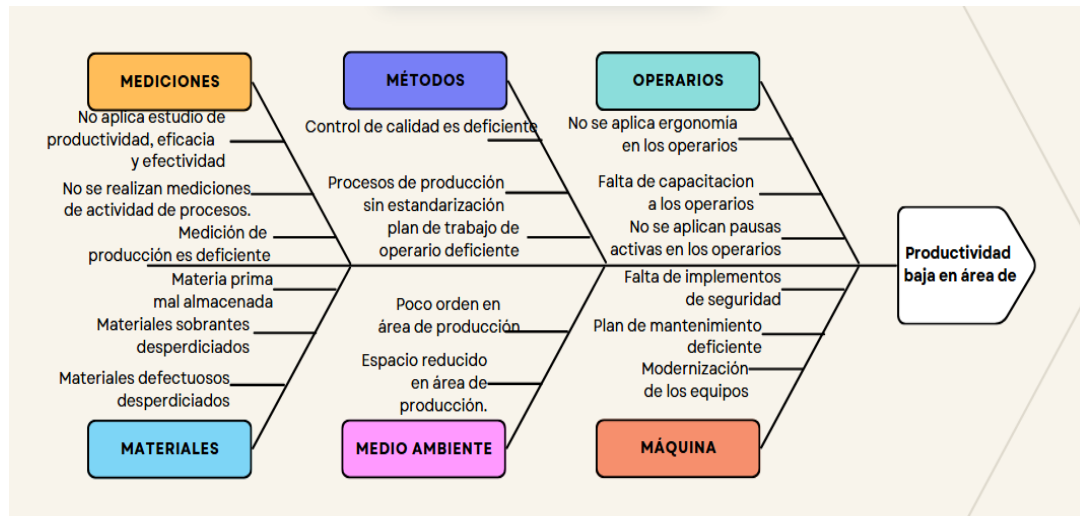 MEDICIONES
No aplica estudio de
productividad, eficacia
y efectividad
No se realizan mediciones
de actividad de procesos.
Medición de
producción es deficiente
MÉTODOS
Control de calidad es deficiente
Procesos de producción
sin estandarización
plan de trabajo de
operario deficiente
OPERARIOS
No se aplica ergonomia
en los operarios
Falta de capacitacion
a los operarios
No se aplican pausas
activas en los operarios
Productividad
baja en área de
Materia prima
mal almacenada
Materiales sobrantes
desperdiciados
Materiales defectuosos
desperdiciados
MATERIALES
Poco orden en
área de producción
Espacio reducido
en área de
producción.
MEDIO AMBIENTE
Falta de implementos
de seguridad
Plan de mantenimiento
deficiente
Modernización
de los equipos
MÁQUINA